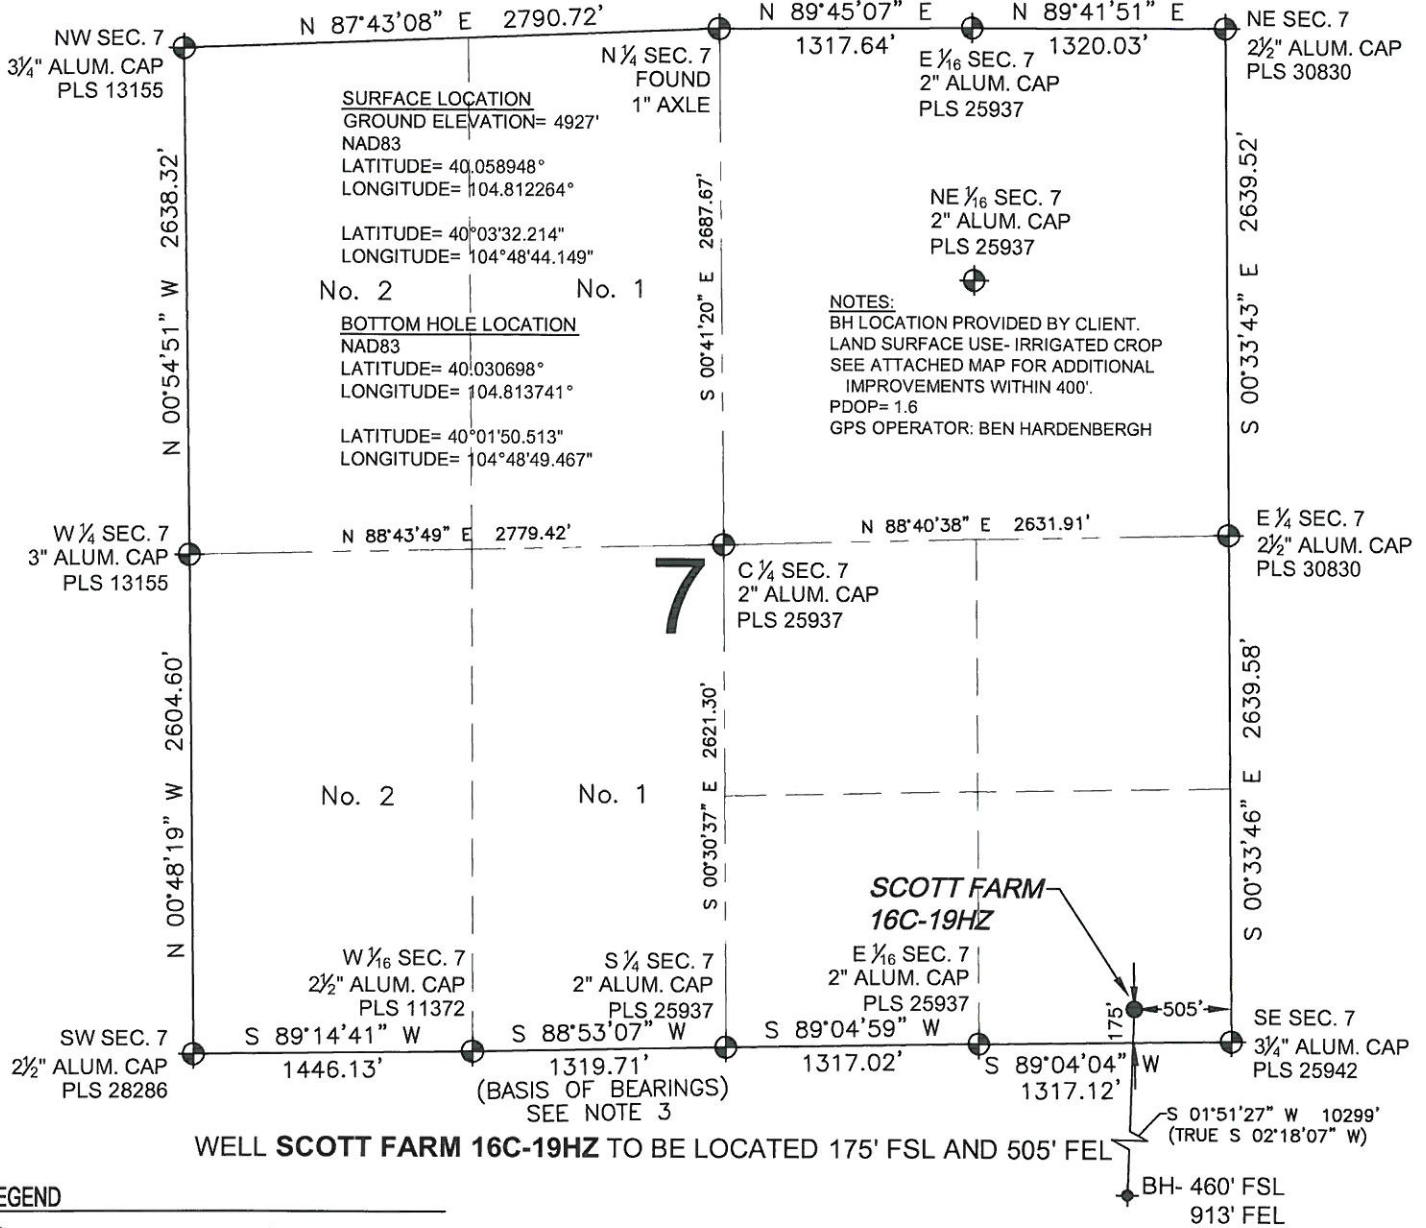 N 87°43'08" E 2790.72'
N 89°45'07" E
1317.64'
N 89°41'51" E
1320.03'
NW SEC. 7
3¼" ALUM. CAP
PLS 13155
N ¼ SEC. 7
FOUND
1" AXLE
E 1⁄16 SEC. 7
2" ALUM. CAP
PLS 25937
NE SEC. 7
2½" ALUM. CAP
PLS 30830
SURFACE LOCATION
GROUND ELEVATION= 4927'
NAD83
LATITUDE= 40.058948°
LONGITUDE= 104.812264°
LATITUDE= 40°03'32.214"
LONGITUDE= 104°48'44.149"
N 00°54'51" W 2638.32'
S 00°41'20" E 2687.67'
NE 1⁄16 SEC. 7
2" ALUM. CAP
PLS 25937
S 00°33'43" E 2639.52'
No. 2
No. 1
BOTTOM HOLE LOCATION
NAD83
LATITUDE= 40.030698°
LONGITUDE= 104.813741°
LATITUDE= 40°01'50.513"
LONGITUDE= 104°48'49.467"
NOTES:
BH LOCATION PROVIDED BY CLIENT.
LAND SURFACE USE- IRRIGATED CROP
SEE ATTACHED MAP FOR ADDITIONAL
IMPROVEMENTS WITHIN 400'.
PDOP= 1.6
GPS OPERATOR: BEN HARDENBERGH
W ¼ SEC. 7
3" ALUM. CAP
PLS 13155
N 88°43'49" E 2779.42'
N 88°40'38" E 2631.91'
E ¼ SEC. 7
2½" ALUM. CAP
PLS 30830
7
C ¼ SEC. 7
2" ALUM. CAP
PLS 25937
N 00°48'19" W 2604.60'
S 00°30'37" E 2621.30'
S 00°33'46" E 2639.58'
No. 2
No. 1
SCOTT FARM
16C-19HZ
W 1⁄16 SEC. 7
2½" ALUM. CAP
PLS 11372
S ¼ SEC. 7
2" ALUM. CAP
PLS 25937
E 1⁄16 SEC. 7
2" ALUM. CAP
PLS 25937
175'
505'
SW SEC. 7
2½" ALUM. CAP
PLS 28286
SE SEC. 7
3¼" ALUM. CAP
PLS 25942
S 89°14'41" W
1446.13'
S 88°53'07" W
1319.71'
(BASIS OF BEARINGS)
SEE NOTE 3
S 89°04'59" W
1317.02'
S 89°04'04" W
1317.12'
S 01°51'27" W 10299'
(TRUE S 02°18'07" W)
WELL SCOTT FARM 16C-19HZ TO BE LOCATED 175' FSL AND 505' FEL
BH- 460' FSL
913' FEL
EGEND